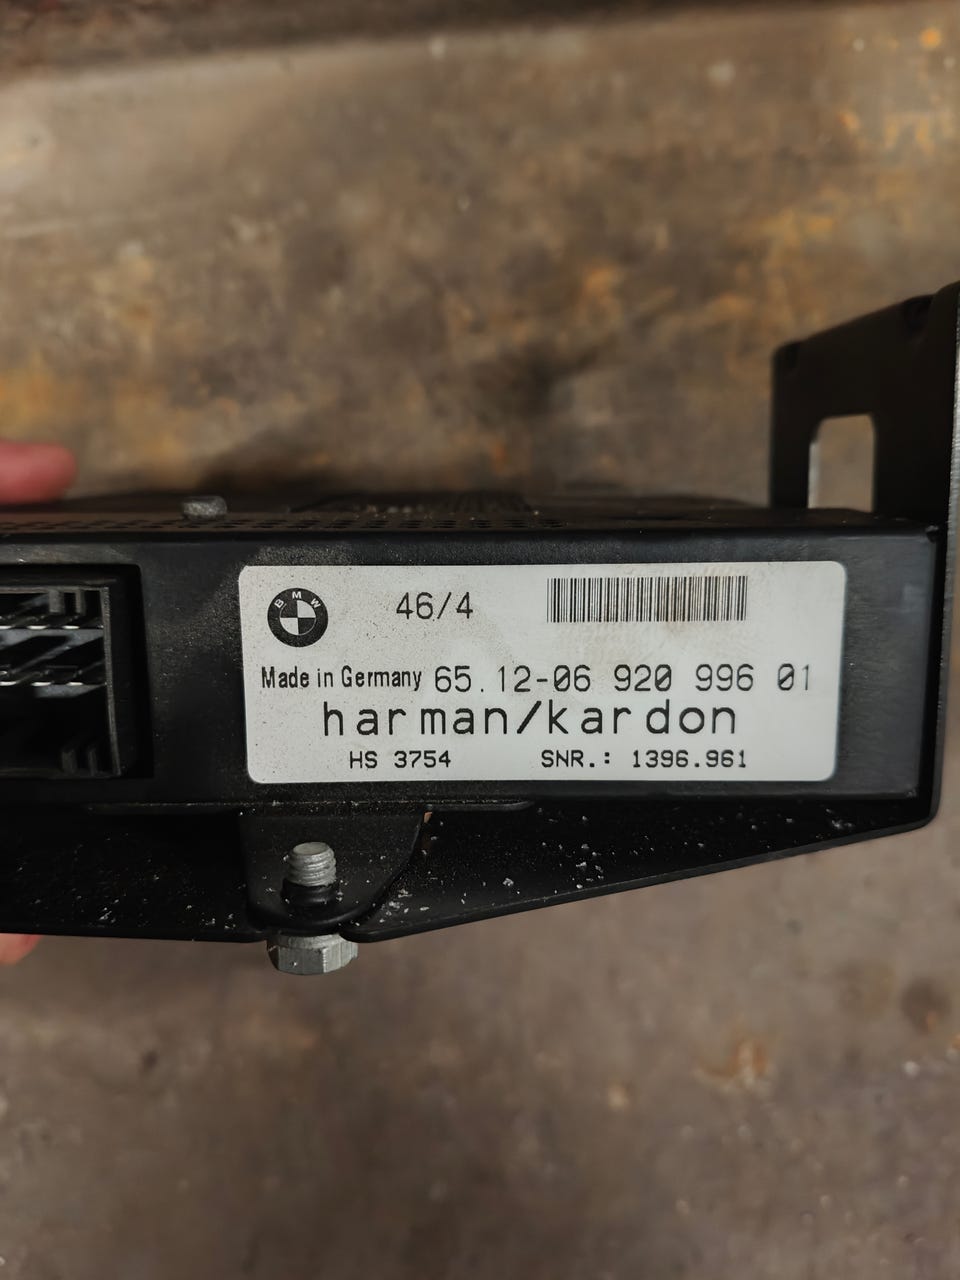 BMW
46/4
Made in Germany 65.12-06 920 996 01
harman/kardon
HS 3754 SNR.: 1396.961